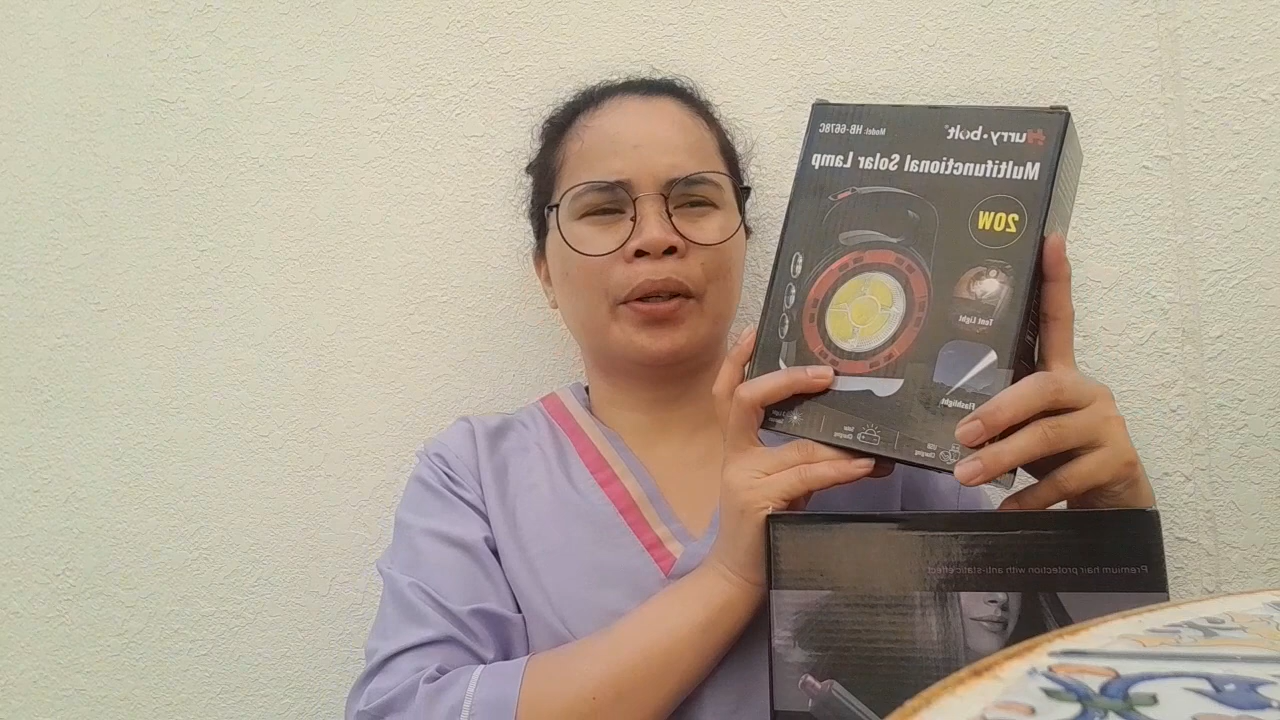 Hurry•bolt
Model: HB-6678C
Multifunctional Solar Lamp
20W
Tent Light
Flashlight
USB
Charging
Solar
Charging
Premium hair protection with anti-static effect